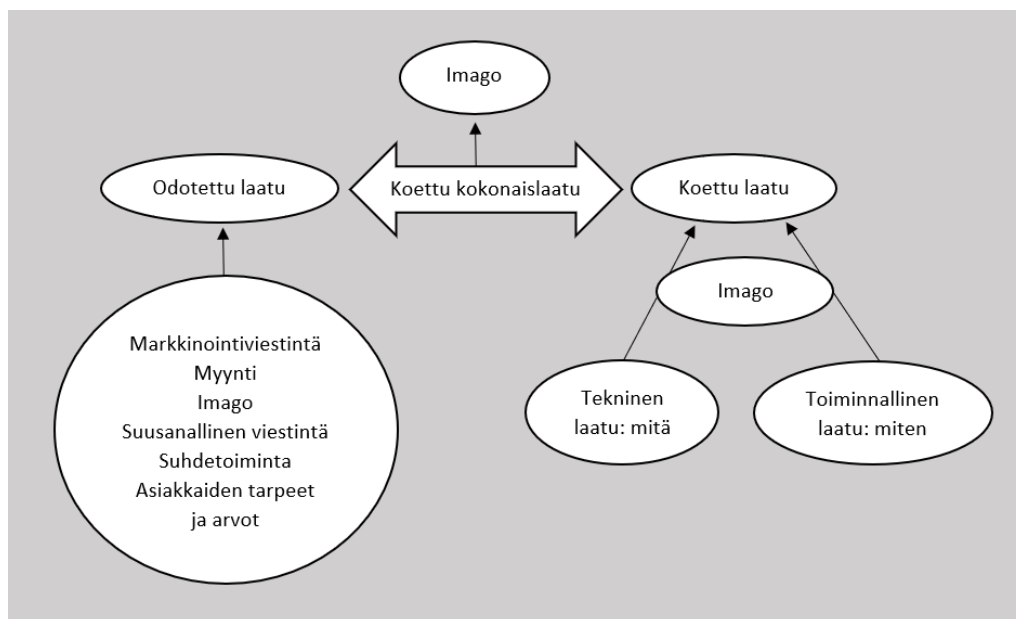 Imago
Odotettu laatu
Koettu kokonaislaatu
Koettu laatu
Imago
Markkinointiviestintä
Myynti
Imago
Suusanallinen viestintä
Suhdetoiminta
Asiakkaiden tarpeet
ja arvot
Tekninen
laatu: mitä
Toiminnallinen
laatu: miten